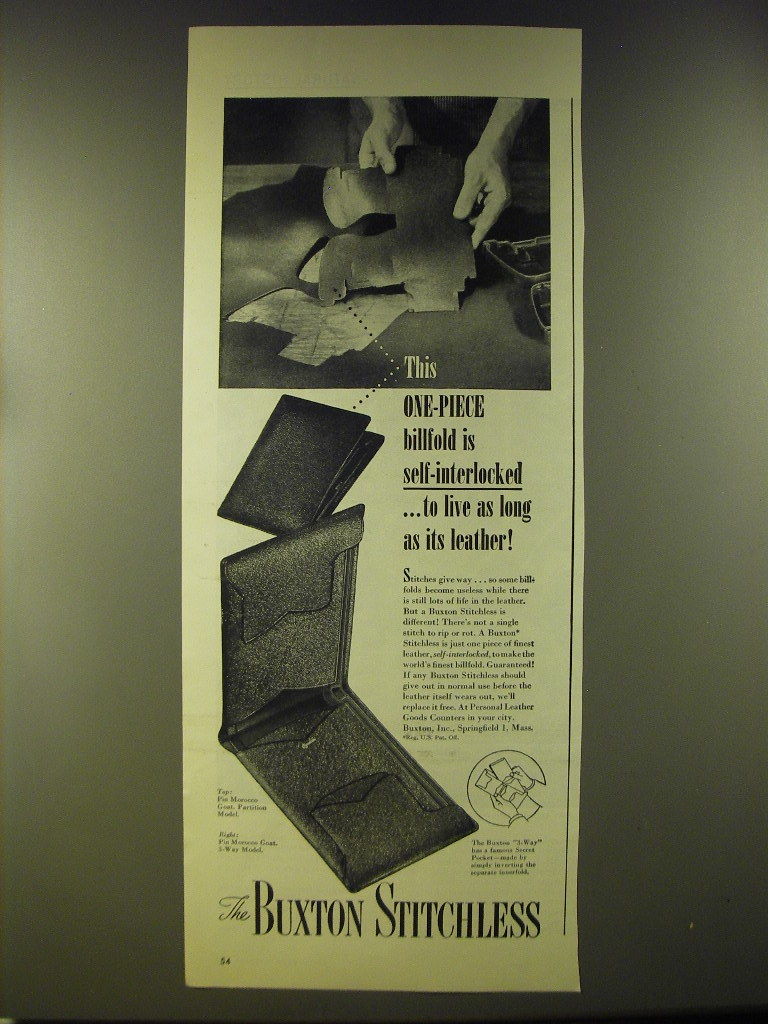 This
ONE-PIECE
billfold is
self-interlocked
...to live as long
as its leather!
Stitches give way . . . so some bill-
folds become useless while there
is still lots of life in the leather.
But a Buxton Stitchless is
different! There's not a single
stitch to rip or rot. A Buxton*
Stitchless is just one piece of finest
leather, self-interlocked, to make the
world's finest billfold. Guaranteed!
If any Buxton Stitchless should
give out in normal use before the
leather itself wears out, we'll
replace it free. At Personal Leather
Goods Counters in your city.
Buxton, Inc., Springfield 1, Mass.
*Reg. U.S. Pat. Off.
Top:
Pin Morocco
Goat. Partition
Model.
Right:
Pin Morocco Goat.
3-Way Model.
The Buxton "3-Way"
has a famous Secret
Pocket—made by
simply inverting the
separate innerfold.
The BUXTON STITCHLESS
54